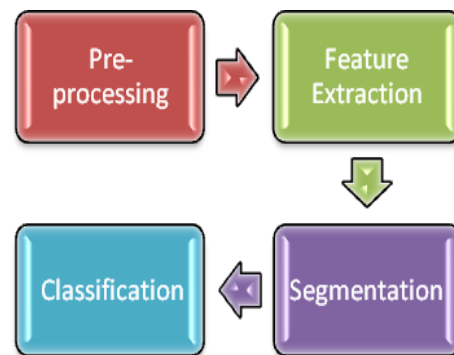 Pre-
processing
Feature
Extraction
Segmentation
Classification